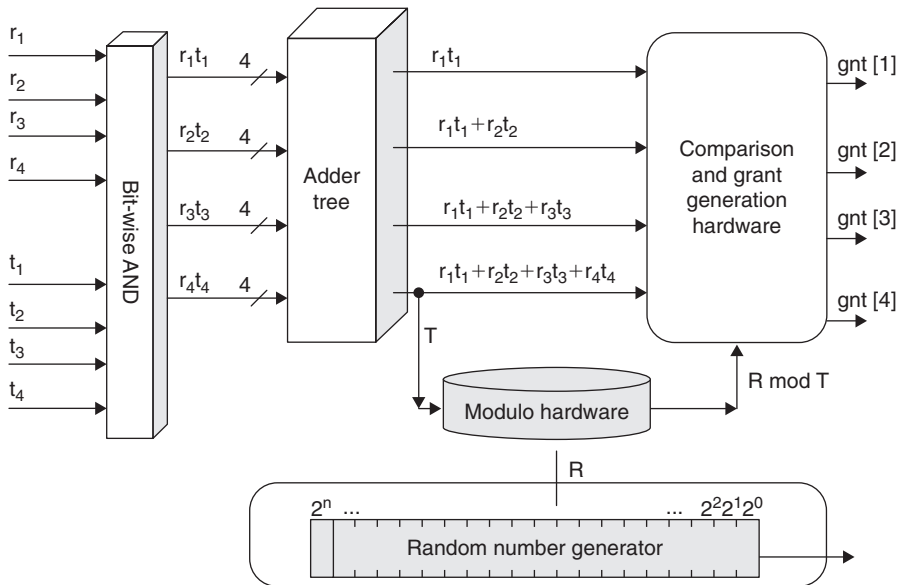 r₁
r₂
r₃
r₄
t₁
t₂
t₃
t₄
Bit-wise AND
r₁t₁ 4
r₂t₂ 4
r₃t₃ 4
r₄t₄ 4
Adder
tree
r₁t₁
r₁t₁+r₂t₂
r₁t₁+r₂t₂+r₃t₃
r₁t₁+r₂t₂+r₃t₃+r₄t₄
T
Comparison
and grant
generation
hardware
gnt [1]
gnt [2]
gnt [3]
gnt [4]
Modulo hardware
R mod T
R
2ⁿ ... ... 2²2¹2⁰
Random number generator